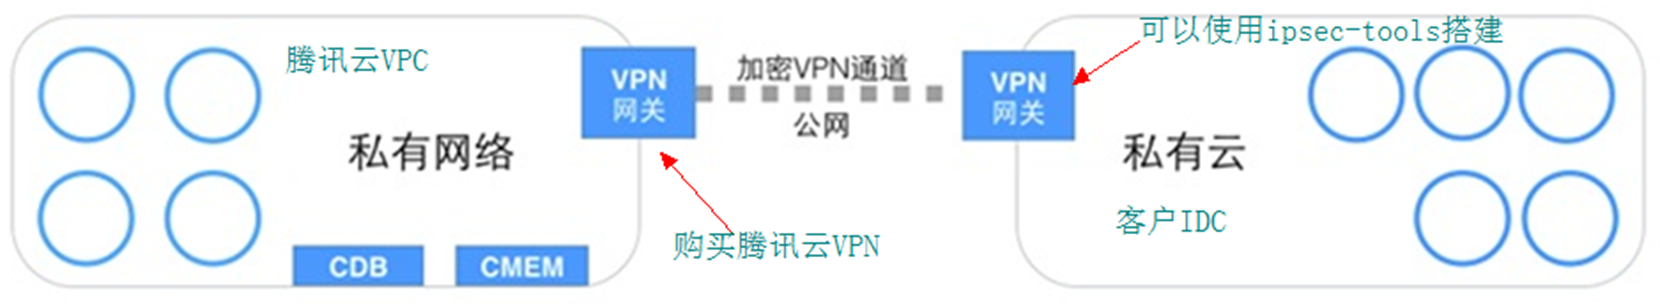 腾讯云VPC
私有网络
CDB
CMEM
VPN
网关
购买腾讯云VPN
加密VPN通道
公网
VPN
网关
可以使用ipsec-tools搭建
私有云
客户IDC